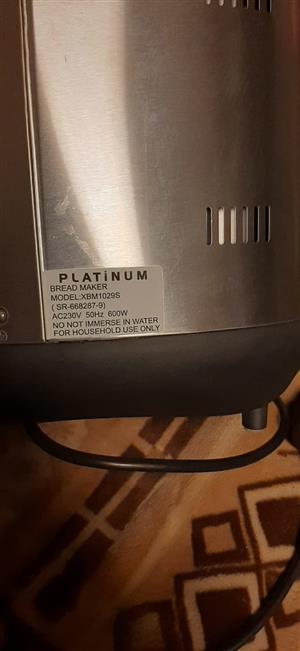 PLATiNUM
BREAD MAKER
MODEL:XBM1029S
( SR-668287-9)
AC230V 50Hz 600W
NO NOT IMMERSE IN WATER
FOR HOUSEHOLD USE ONLY